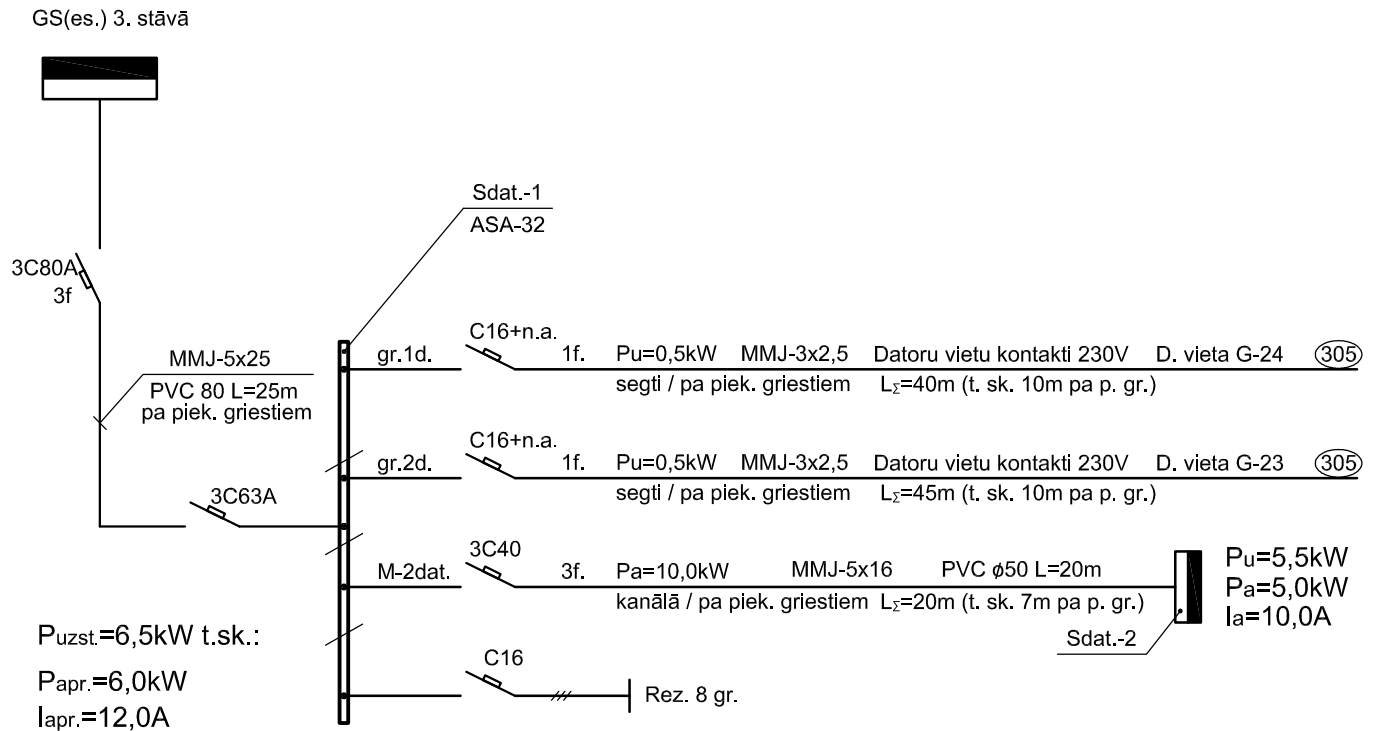 GS(es.) 3. stāvā
Sdat.-1
ASA-32
3C80A
3f
MMJ-5x25
PVC 80 L=25m
pa piek. griestiem
3C63A
gr.1d.
C16+n.a.
1f. Pu=0,5kW MMJ-3x2,5 Datoru vietu kontakti 230V D. vieta G-24 305
segti / pa piek. griestiem LΣ=40m (t. sk. 10m pa p. gr.)
gr.2d.
C16+n.a.
1f. Pu=0,5kW MMJ-3x2,5 Datoru vietu kontakti 230V D. vieta G-23 305
segti / pa piek. griestiem LΣ=45m (t. sk. 10m pa p. gr.)
M-2dat.
3C40
3f. Pa=10,0kW MMJ-5x16 PVC ϕ50 L=20m
kanālā / pa piek. griestiem LΣ=20m (t. sk. 7m pa p. gr.)
Pu=5,5kW
Pa=5,0kW
Ia=10,0A
Sdat.-2
C16
Rez. 8 gr.
Puzst.=6,5kW t.sk.:
Papr.=6,0kW
Iapr.=12,0A